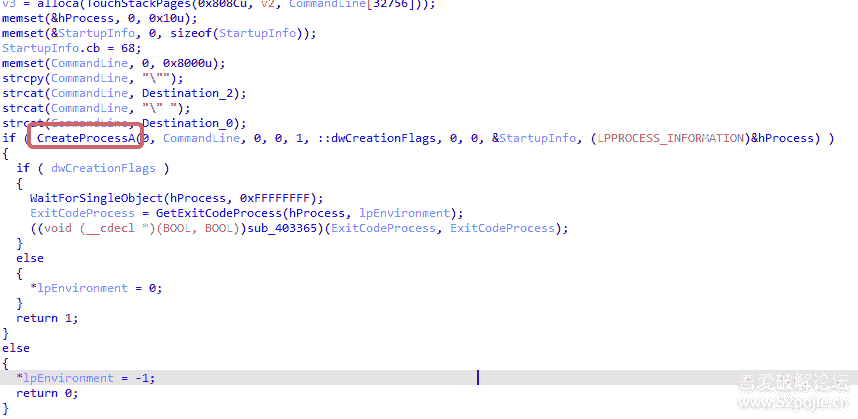 v3 = alloca(TouchStackPages(0x808Cu, v2, CommandLine[32756]));
memset(&hProcess, 0, 0x10u);
memset(&StartupInfo, 0, sizeof(StartupInfo));
StartupInfo.cb = 68;
memset(CommandLine, 0, 0x8000u);
strcpy(CommandLine, "\"");
strcat(CommandLine, Destination_2);
strcat(CommandLine, "\" ");
strcat(CommandLine, Destination_0);
if ( CreateProcessA(0, CommandLine, 0, 0, 1, ::dwCreationFlags, 0, 0, &StartupInfo, (LPPROCESS_INFORMATION)&hProcess) )
{
if ( dwCreationFlags )
{
WaitForSingleObject(hProcess, 0xFFFFFFFF);
ExitCodeProcess = GetExitCodeProcess(hProcess, lpEnvironment);
((void (__cdecl *)(BOOL, BOOL))sub_403365)(ExitCodeProcess, ExitCodeProcess);
}
else
{
*lpEnvironment = 0;
}
return 1;
}
else
{
*lpEnvironment = -1;
return 0;
}
吾爱破解论坛
www.52pojie.cn